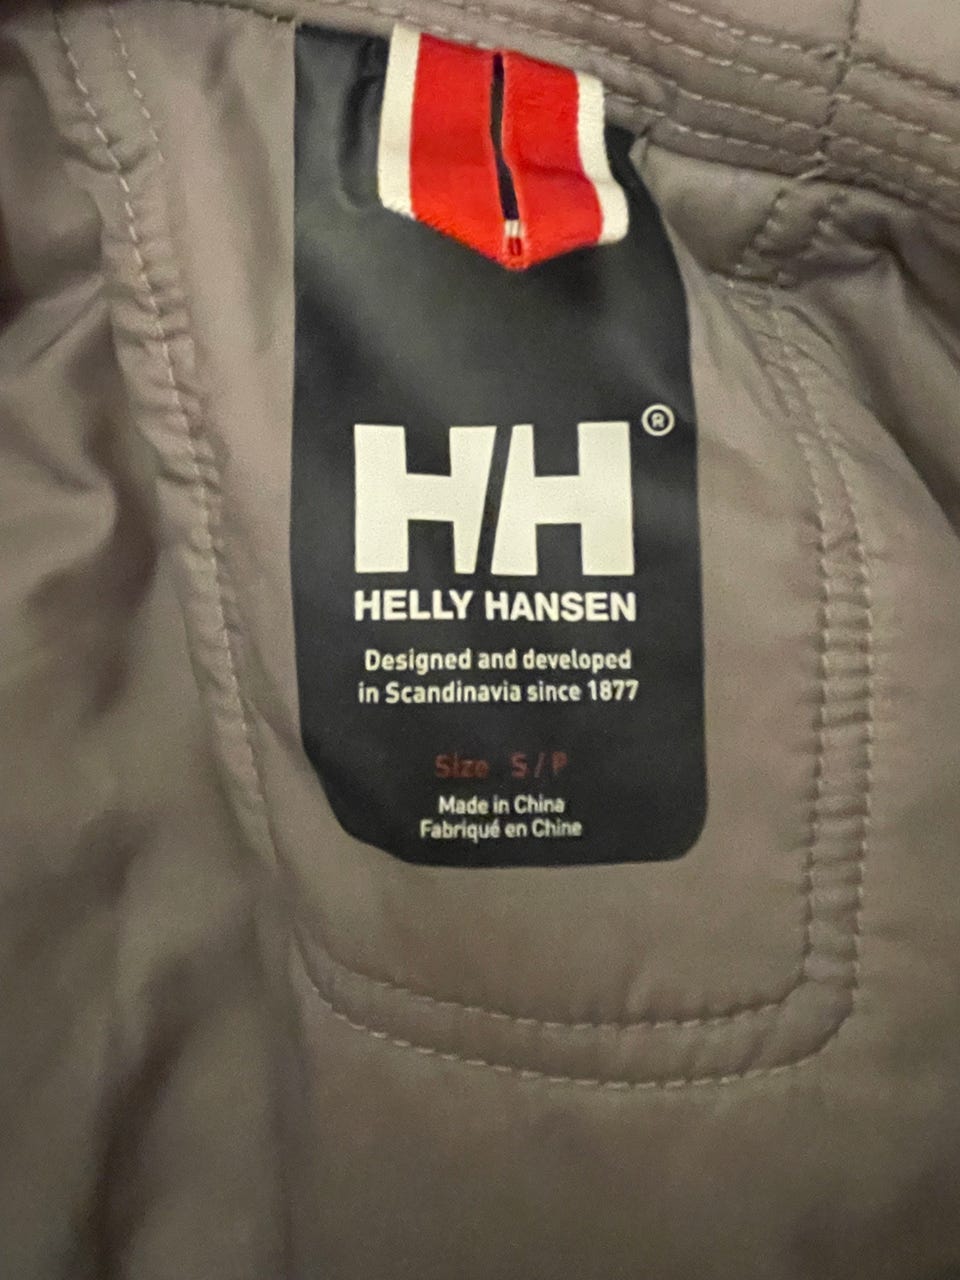 HH®
HELLY HANSEN
Designed and developed
in Scandinavia since 1877
Size S/P
Made in China
Fabriqué en Chine